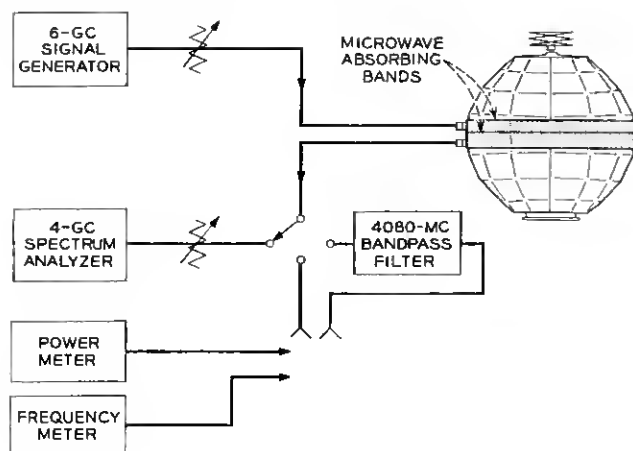 6-GC
SIGNAL
GENERATOR
MICROWAVE
ABSORBING
BANDS
4-GC
SPECTRUM
ANALYZER
4080-MC
BANDPASS
FILTER
POWER
METER
FREQUENCY
METER